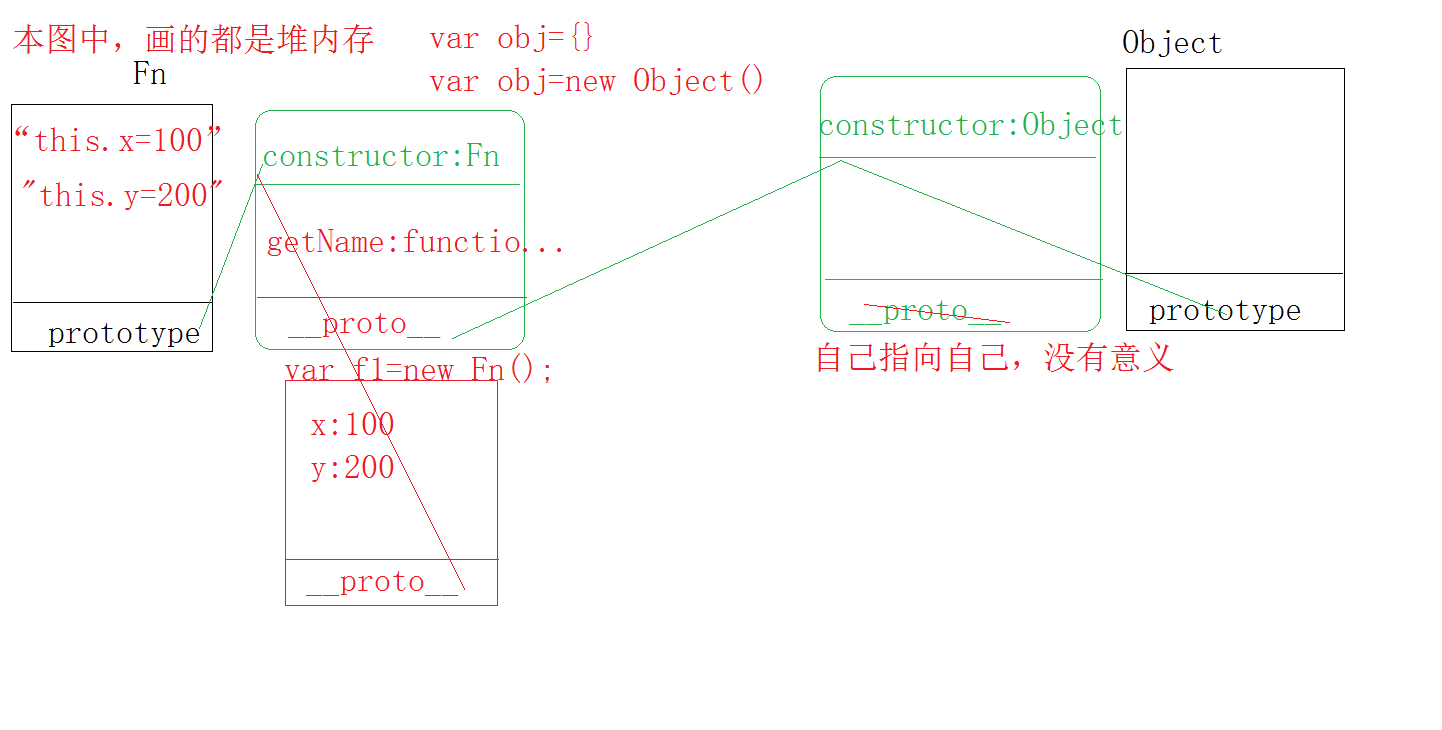 本图中，画的都是堆内存
var obj={}
var obj=new Object()
Fn
“this.x=100”
"this.y=200"
prototype
constructor:Fn
getName:functio...
__proto__
var f1=new Fn();
x:100
y:200
__proto__
constructor:Object
__proto__
自己指向自己，没有意义
Object
prototype